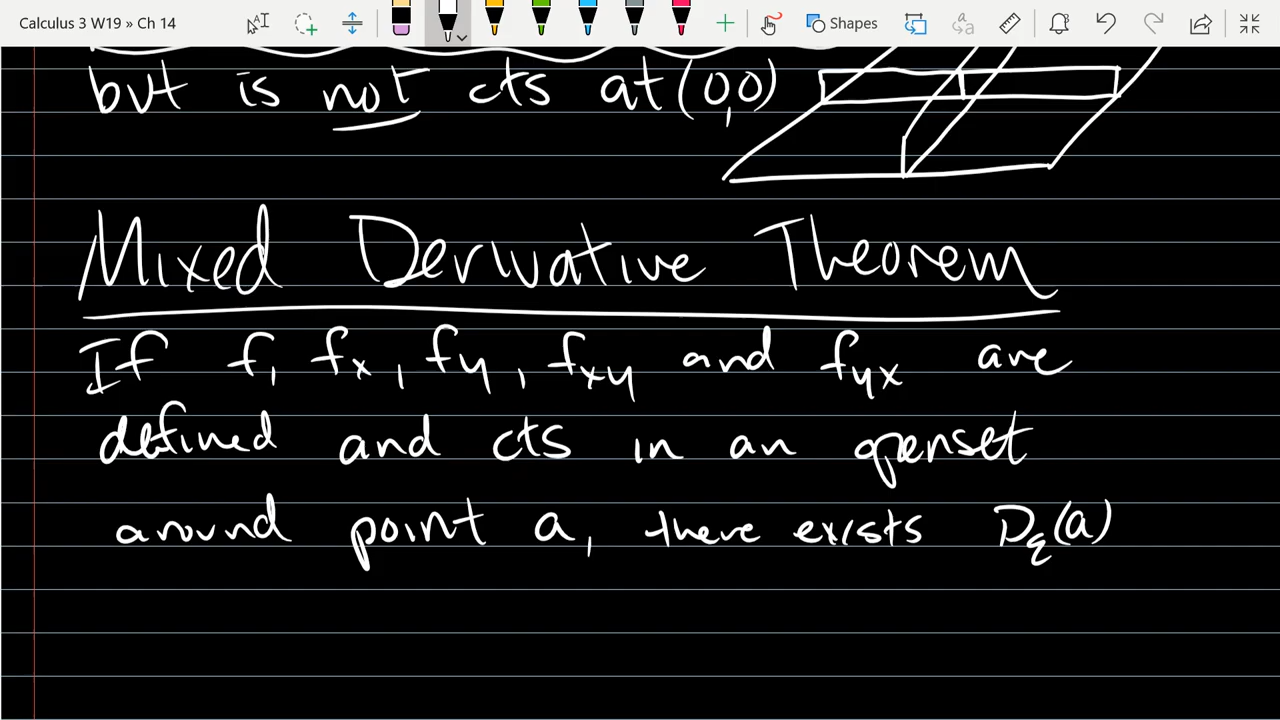 Calculus 3 W19 » Ch 14
Shapes
but is not cts at (0,0)
Mixed Derivative Theorem
If f, fx, fy, fxy and fyx are
defined and cts in an openset
around point a, there exists Dε(a)